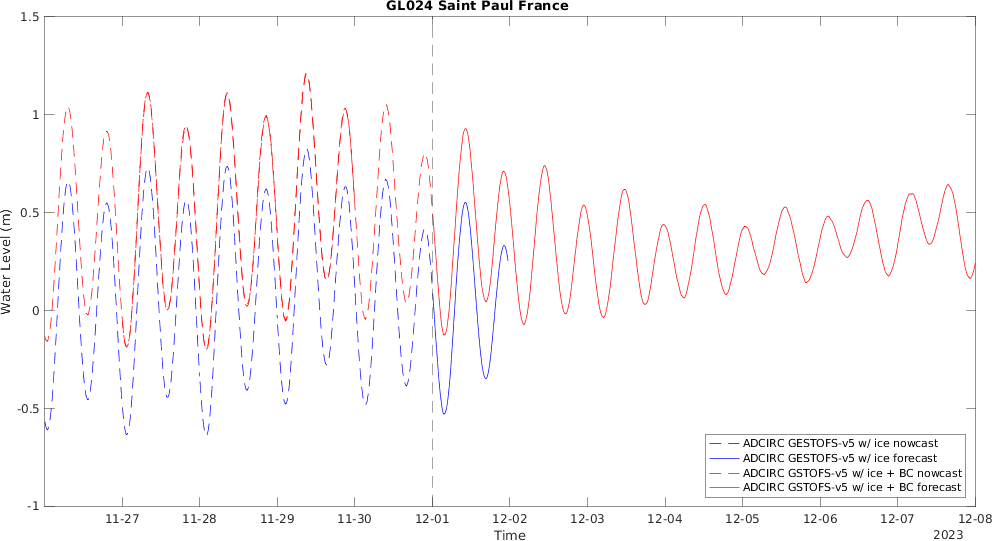 GL024 Saint Paul France
1.5
1
0.5
0
-0.5
-1
Water Level (m)
11-27
11-28
11-29
11-30
12-01
12-02
12-03
12-04
12-05
12-06
12-07
12-08
Time
2023
ADCIRC GESTOFS-v5 w/ ice nowcast
ADCIRC GESTOFS-v5 w/ ice forecast
ADCIRC GSTOFS-v5 w/ ice + BC nowcast
ADCIRC GSTOFS-v5 w/ ice + BC forecast